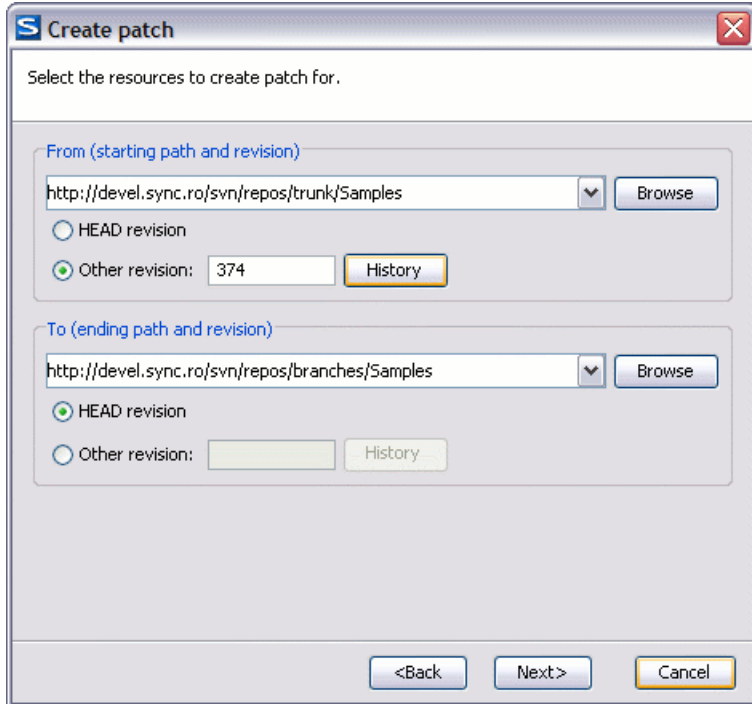 S Create patch
Select the resources to create patch for.
From (starting path and revision)
http://devel.sync.ro/svn/repos/trunk/Samples Browse
HEAD revision
Other revision: 374 History
To (ending path and revision)
http://devel.sync.ro/svn/repos/branches/Samples Browse
HEAD revision
Other revision: History
<Back Next> Cancel